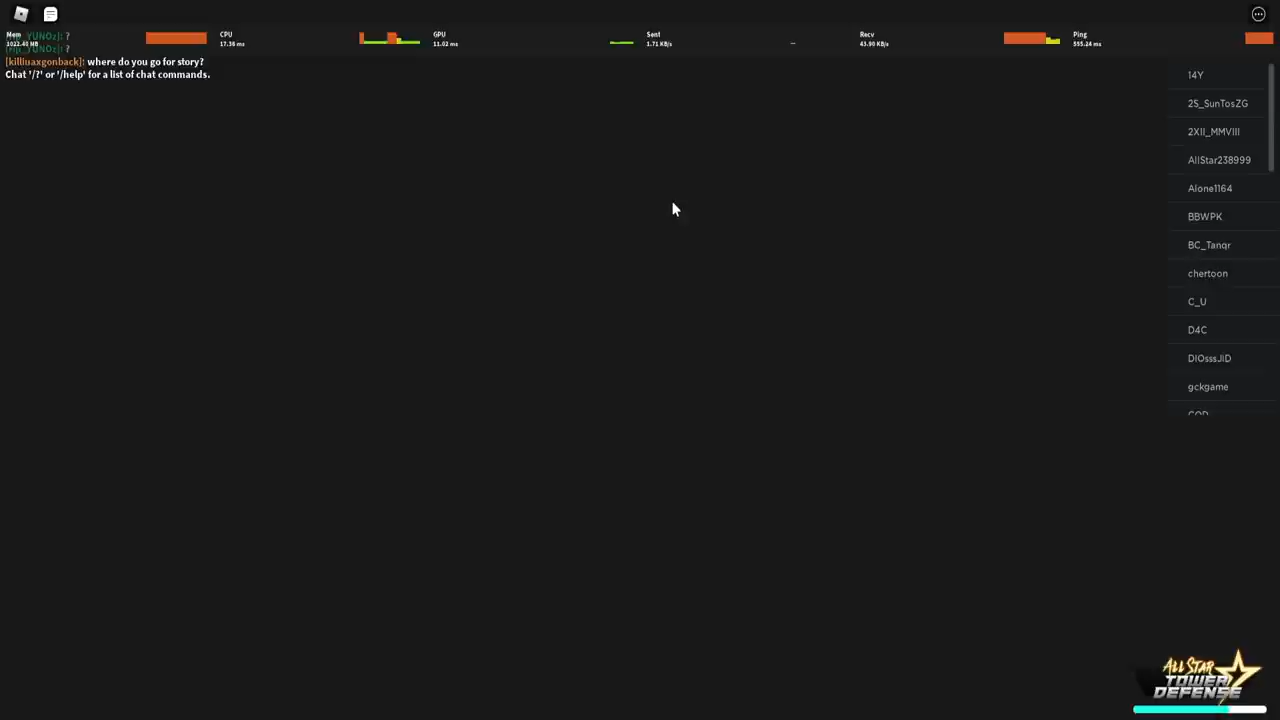 Mem
1022.40 MB
CPU
17.38 ms
GPU
11.02 ms
Sent
1.71 KB/s
Recv
43.90 KB/s
Ping
555.24 ms
?
?
[killiuaxgonback]: where do you go for story?
Chat '/?' or '/help' for a list of chat commands.
14Y
2S_SunTosZG
2XII_MMVIII
AllStar238999
Alone1164
BBWPK
BC_Tanqr
chertoon
C_U
D4C
DIOsssJiD
gckgame
ALL STAR
TOWER
DEFENSE